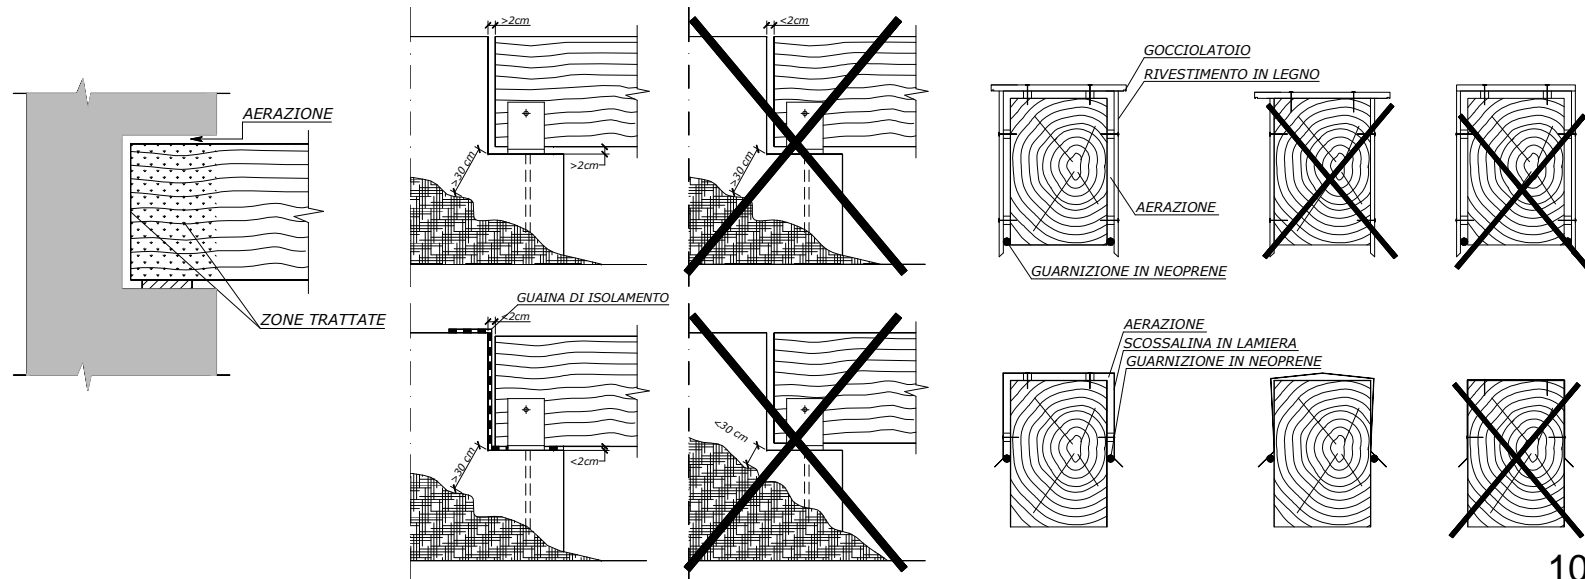 AERAZIONE
ZONE TRATTATE
>2cm
>30 cm
>2cm
<2cm
>30 cm
GUAINA DI ISOLAMENTO
<2cm
>30 cm
<2cm
<30 cm
GOCCIOLATOIO
RIVESTIMENTO IN LEGNO
AERAZIONE
GUARNIZIONE IN NEOPRENE
AERAZIONE
SCOSSALINA IN LAMIERA
GUARNIZIONE IN NEOPRENE
10